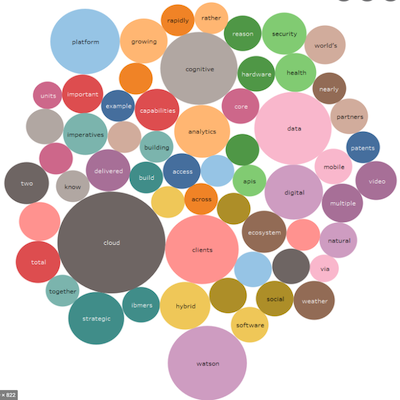 rapidly
rather
platform
growing
reason
security
world's
cognitive
hardware
health
nearly
units
important
example
capabilities
core
partners
imperatives
analytics
data
building
patents
delivered
access
mobile
two
know
build
apis
digital
video
across
multiple
cloud
clients
ecosystem
natural
total
via
together
strategic
ibmers
hybrid
social
weather
software
watson
× 822